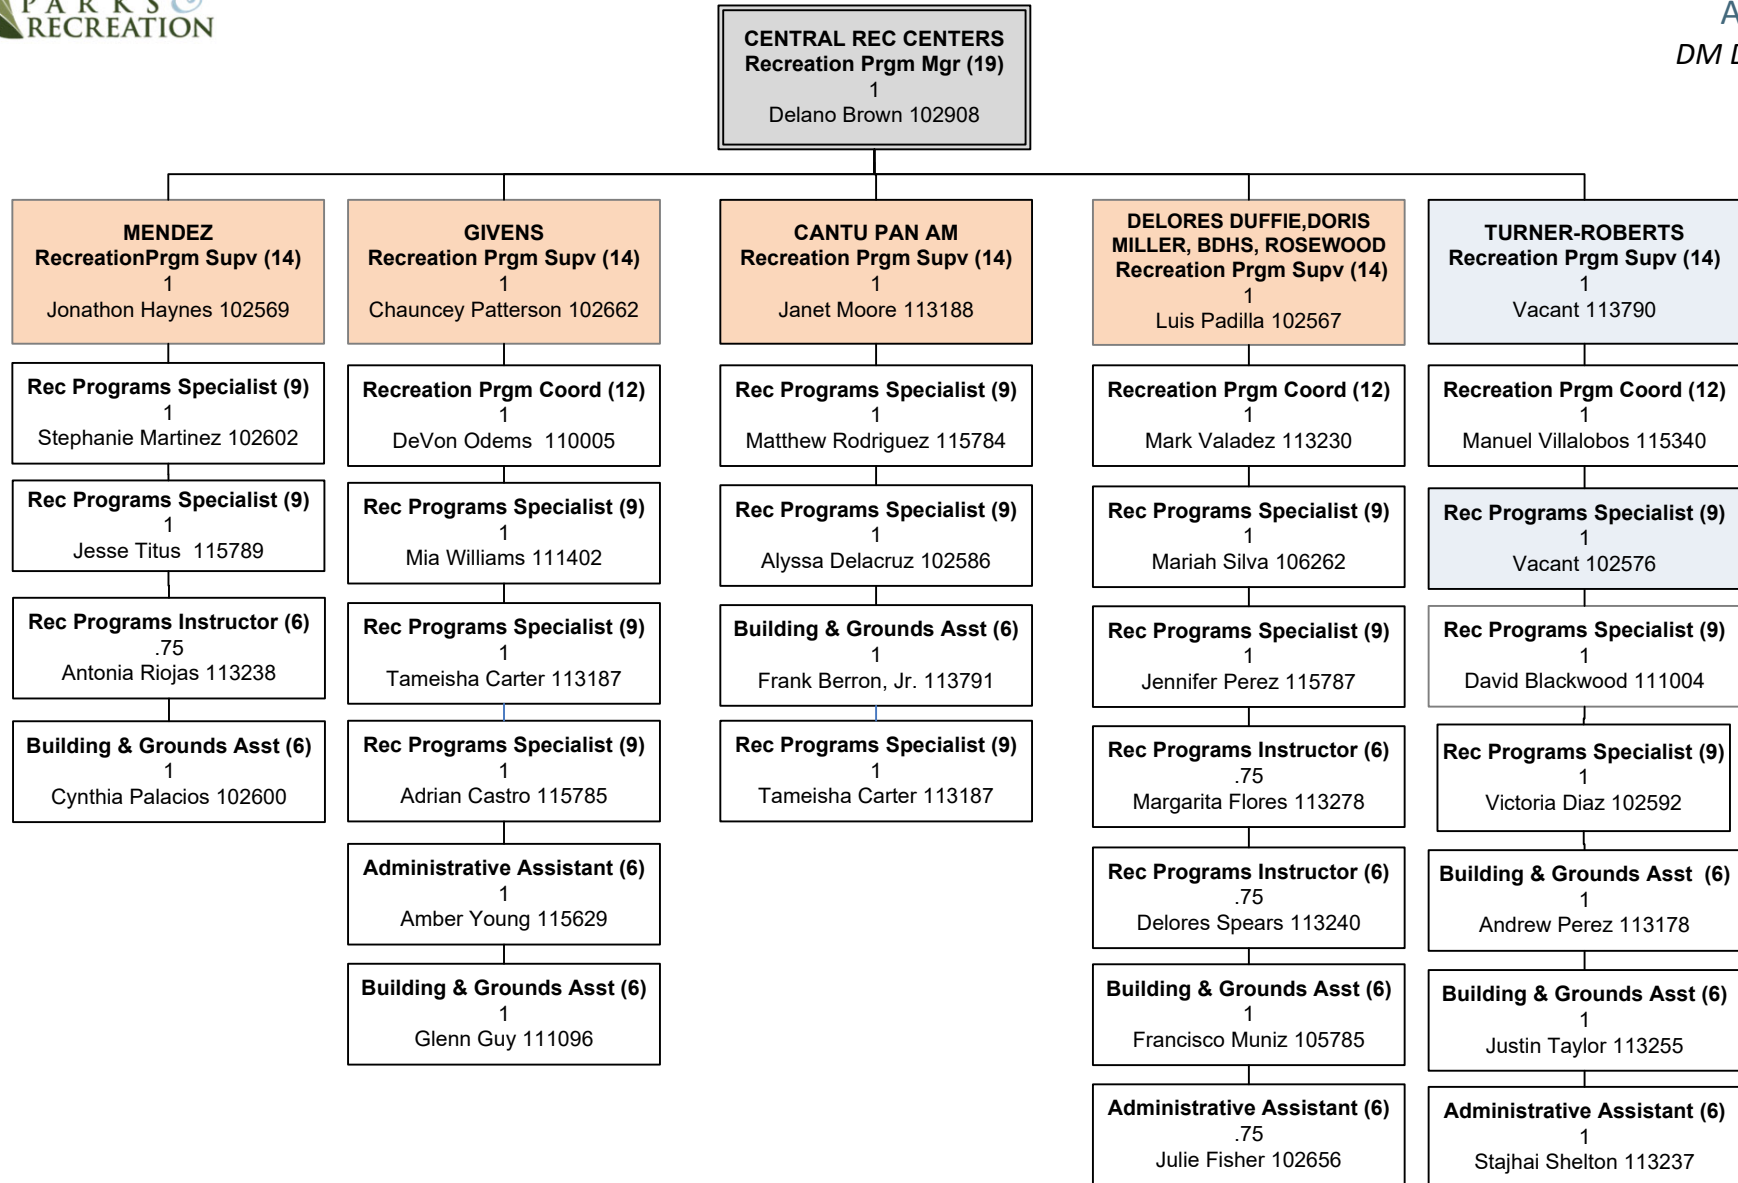 PARKS &
RECREATION
A
DM
CENTRAL REC CENTERS
Recreation Prgm Mgr (19)
1
Delano Brown 102908
MENDEZ
RecreationPrgm Supv (14)
1
Jonathon Haynes 102569
Rec Programs Specialist (9)
1
Stephanie Martinez 102602
Rec Programs Specialist (9)
1
Jesse Titus  115789
Rec Programs Instructor (6)
.75
Antonia Riojas 113238
Building & Grounds Asst (6)
1
Cynthia Palacios 102600
GIVENS
Recreation Prgm Supv (14)
1
Chauncey Patterson 102662
Recreation Prgm Coord (12)
1
DeVon Odems  110005
Rec Programs Specialist (9)
1
Mia Williams 111402
Rec Programs Specialist (9)
1
Tameisha Carter 113187
Rec Programs Specialist (9)
1
Adrian Castro 115785
Administrative Assistant (6)
1
Amber Young 115629
Building & Grounds Asst (6)
1
Glenn Guy 111096
CANTU PAN AM
Recreation Prgm Supv (14)
1
Janet Moore 113188
Rec Programs Specialist (9)
1
Matthew Rodriguez 115784
Rec Programs Specialist (9)
1
Alyssa Delacruz 102586
Building & Grounds Asst (6)
1
Frank Berron, Jr. 113791
Rec Programs Specialist (9)
1
Tameisha Carter 113187
DELORES DUFFIE,DORIS
MILLER, BDHS, ROSEWOOD
Recreation Prgm Supv (14)
1
Luis Padilla 102567
Recreation Prgm Coord (12)
1
Mark Valadez 113230
Rec Programs Specialist (9)
1
Mariah Silva 106262
Rec Programs Specialist (9)
1
Jennifer Perez 115787
Rec Programs Instructor (6)
.75
Margarita Flores 113278
Rec Programs Instructor (6)
.75
Delores Spears 113240
Building & Grounds Asst (6)
1
Francisco Muniz 105785
Administrative Assistant (6)
.75
Julie Fisher 102656
TURNER-ROBERTS
Recreation Prgm Supv (14)
1
Vacant 113790
Recreation Prgm Coord (12)
1
Manuel Villalobos 115340
Rec Programs Specialist (9)
1
Vacant 102576
Rec Programs Specialist (9)
1
David Blackwood 111004
Rec Programs Specialist (9)
1
Victoria Diaz 102592
Building & Grounds Asst  (6)
1
Andrew Perez 113178
Building & Grounds Asst (6)
1
Justin Taylor 113255
Administrative Assistant (6)
1
Stajhai Shelton 113237